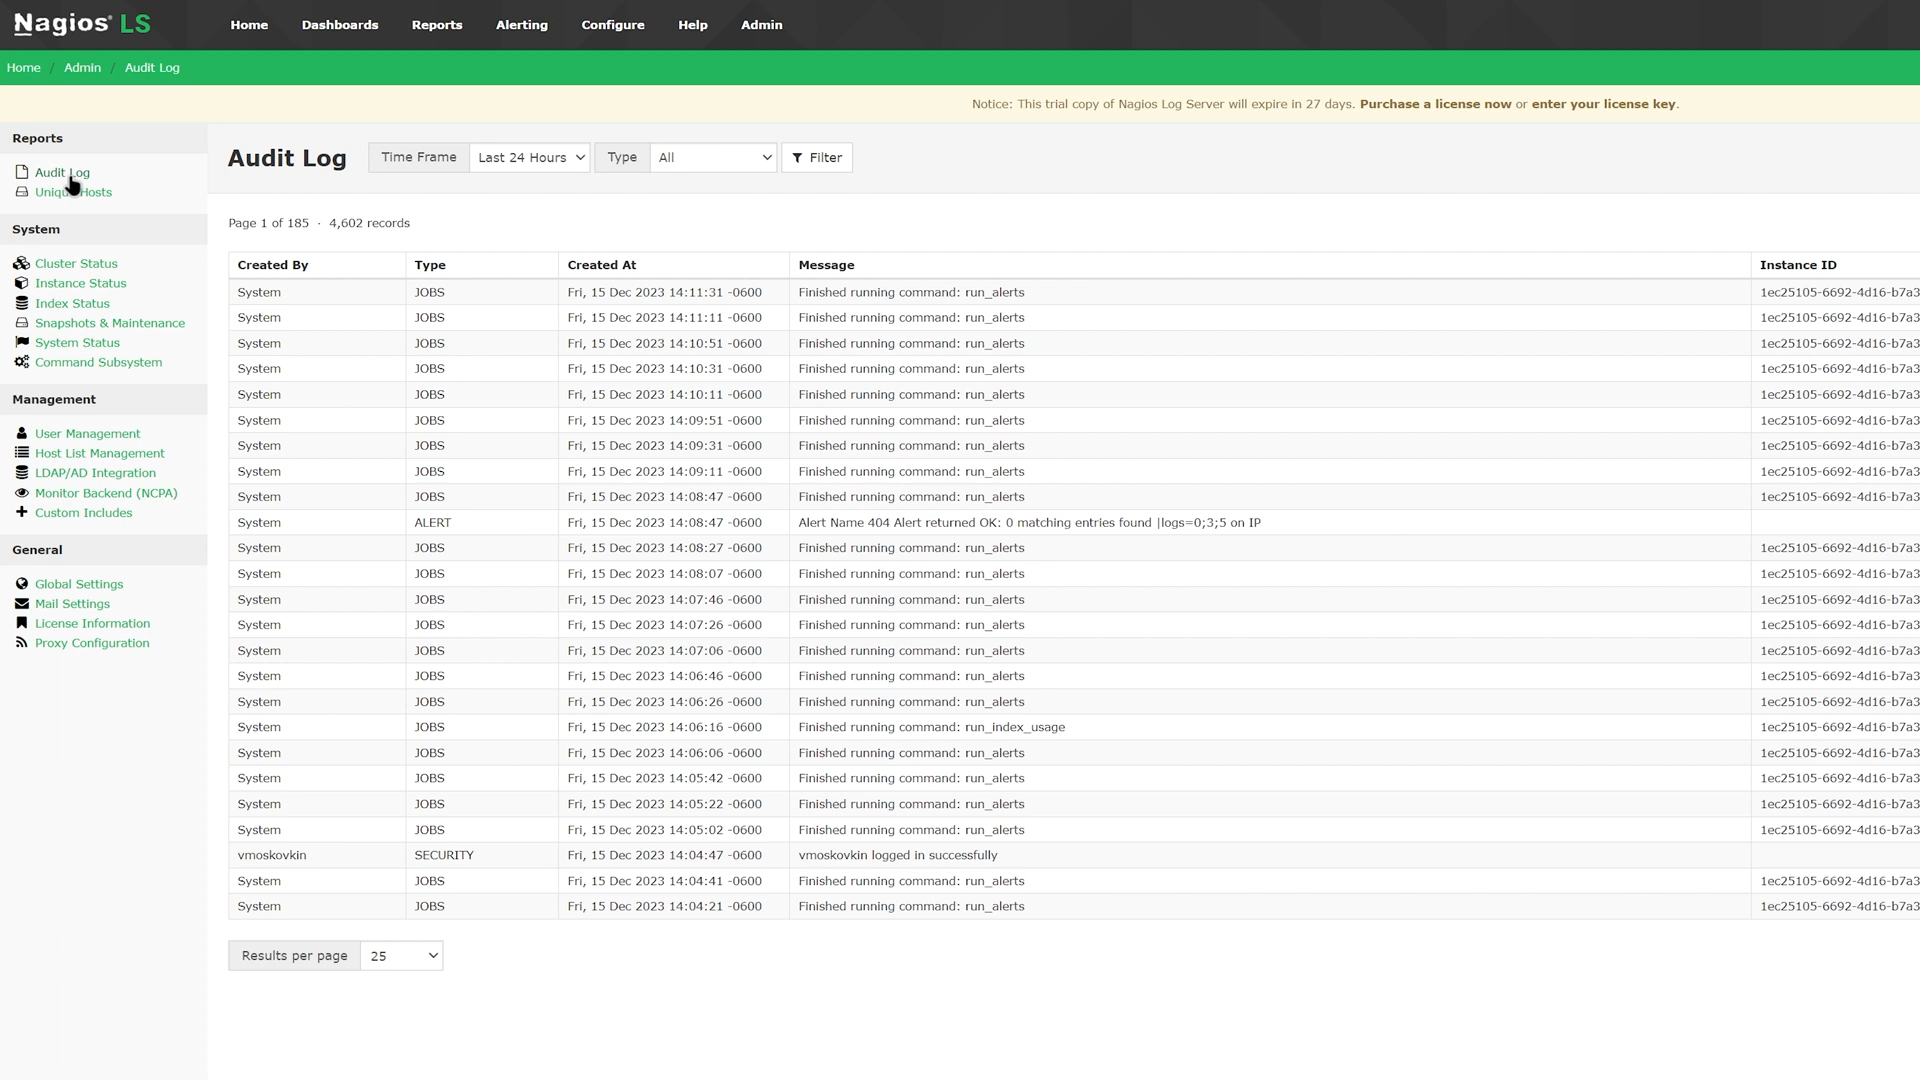 Nagios® LS Home Dashboards Reports Alerting Configure Help Admin
Home / Admin / Audit Log
Notice: This trial copy of Nagios Log Server will expire in 27 days. Purchase a license now or enter your license key.
Reports
Audit Log
Unique Hosts
System
Cluster Status
Instance Status
Index Status
Snapshots & Maintenance
System Status
Command Subsystem
Management
User Management
Host List Management
LDAP/AD Integration
Monitor Backend (NCPA)
Custom Includes
General
Global Settings
Mail Settings
License Information
Proxy Configuration
Audit Log Time Frame Last 24 Hours Type All Filter
Page 1 of 185 · 4,602 records
Created By Type Created At Message Instance ID
System JOBS Fri, 15 Dec 2023 14:11:31 -0600 Finished running command: run_alerts 1ec25105-6692-4d16-b7a3
System JOBS Fri, 15 Dec 2023 14:11:11 -0600 Finished running command: run_alerts 1ec25105-6692-4d16-b7a3
System JOBS Fri, 15 Dec 2023 14:10:51 -0600 Finished running command: run_alerts 1ec25105-6692-4d16-b7a3
System JOBS Fri, 15 Dec 2023 14:10:31 -0600 Finished running command: run_alerts 1ec25105-6692-4d16-b7a3
System JOBS Fri, 15 Dec 2023 14:10:11 -0600 Finished running command: run_alerts 1ec25105-6692-4d16-b7a3
System JOBS Fri, 15 Dec 2023 14:09:51 -0600 Finished running command: run_alerts 1ec25105-6692-4d16-b7a3
System JOBS Fri, 15 Dec 2023 14:09:31 -0600 Finished running command: run_alerts 1ec25105-6692-4d16-b7a3
System JOBS Fri, 15 Dec 2023 14:09:11 -0600 Finished running command: run_alerts 1ec25105-6692-4d16-b7a3
System JOBS Fri, 15 Dec 2023 14:08:47 -0600 Finished running command: run_alerts 1ec25105-6692-4d16-b7a3
System ALERT Fri, 15 Dec 2023 14:08:47 -0600 Alert Name 404 Alert returned OK: 0 matching entries found |logs=0;3;5 on IP
System JOBS Fri, 15 Dec 2023 14:08:27 -0600 Finished running command: run_alerts 1ec25105-6692-4d16-b7a3
System JOBS Fri, 15 Dec 2023 14:08:07 -0600 Finished running command: run_alerts 1ec25105-6692-4d16-b7a3
System JOBS Fri, 15 Dec 2023 14:07:46 -0600 Finished running command: run_alerts 1ec25105-6692-4d16-b7a3
System JOBS Fri, 15 Dec 2023 14:07:26 -0600 Finished running command: run_alerts 1ec25105-6692-4d16-b7a3
System JOBS Fri, 15 Dec 2023 14:07:06 -0600 Finished running command: run_alerts 1ec25105-6692-4d16-b7a3
System JOBS Fri, 15 Dec 2023 14:06:46 -0600 Finished running command: run_alerts 1ec25105-6692-4d16-b7a3
System JOBS Fri, 15 Dec 2023 14:06:26 -0600 Finished running command: run_alerts 1ec25105-6692-4d16-b7a3
System JOBS Fri, 15 Dec 2023 14:06:16 -0600 Finished running command: run_index_usage 1ec25105-6692-4d16-b7a3
System JOBS Fri, 15 Dec 2023 14:06:06 -0600 Finished running command: run_alerts 1ec25105-6692-4d16-b7a3
System JOBS Fri, 15 Dec 2023 14:05:42 -0600 Finished running command: run_alerts 1ec25105-6692-4d16-b7a3
System JOBS Fri, 15 Dec 2023 14:05:22 -0600 Finished running command: run_alerts 1ec25105-6692-4d16-b7a3
System JOBS Fri, 15 Dec 2023 14:05:02 -0600 Finished running command: run_alerts 1ec25105-6692-4d16-b7a3
vmoskovkin SECURITY Fri, 15 Dec 2023 14:04:47 -0600 vmoskovkin logged in successfully
System JOBS Fri, 15 Dec 2023 14:04:41 -0600 Finished running command: run_alerts 1ec25105-6692-4d16-b7a3
System JOBS Fri, 15 Dec 2023 14:04:21 -0600 Finished running command: run_alerts 1ec25105-6692-4d16-b7a3
Results per page 25